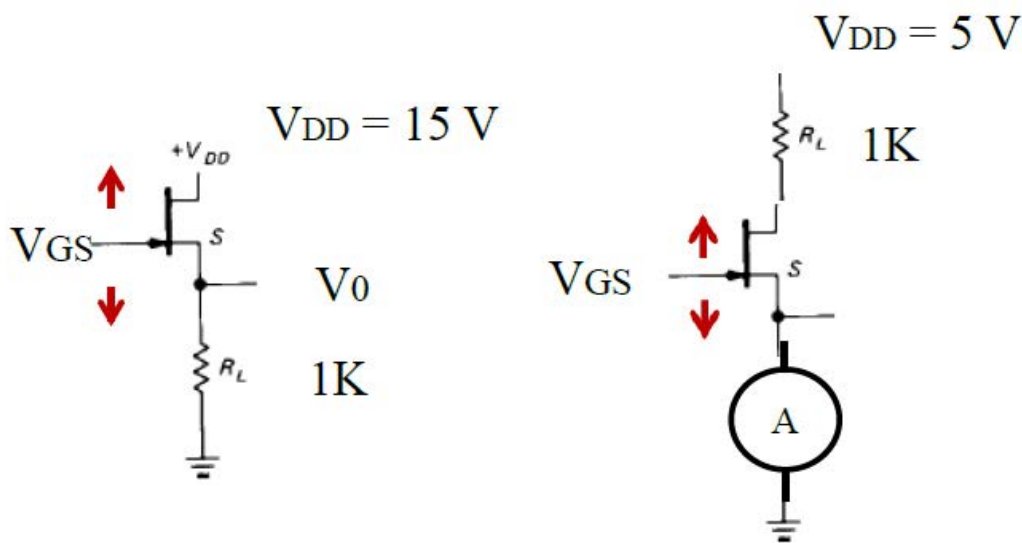 VDD = 15 V
+VDD
VGS
S
V0
RL
1K
VDD = 5 V
RL
1K
VGS
S
A